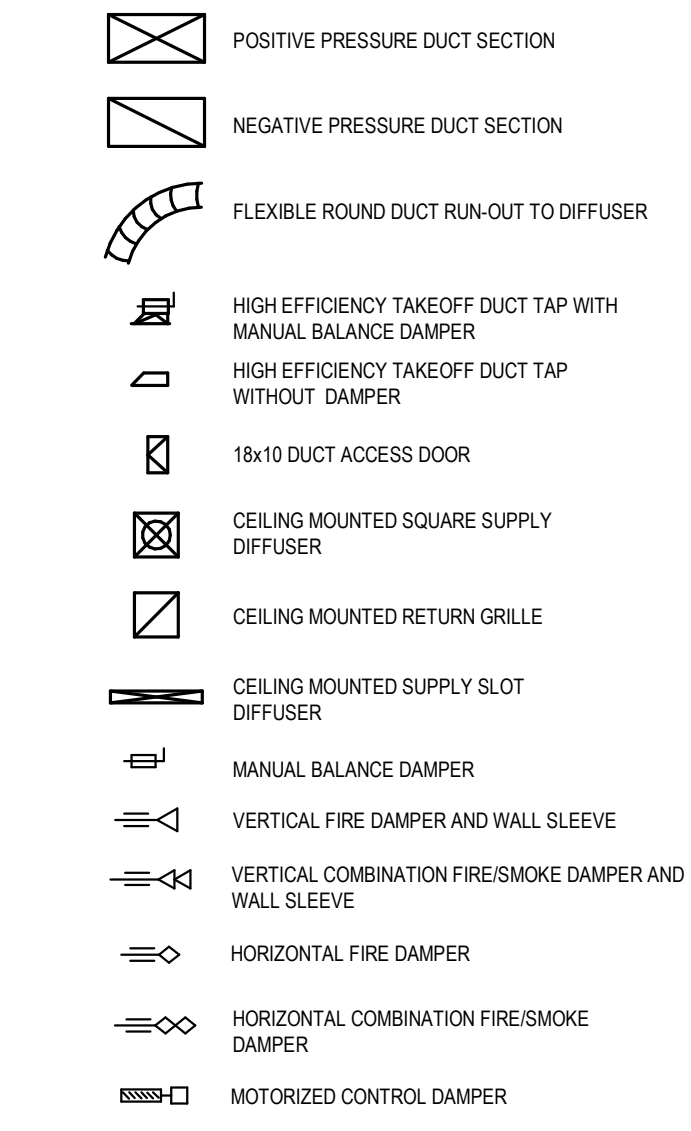 POSITIVE PRESSURE DUCT SECTION
NEGATIVE PRESSURE DUCT SECTION
FLEXIBLE ROUND DUCT RUN-OUT TO DIFFUSER
HIGH EFFICIENCY TAKEOFF DUCT TAP WITH
MANUAL BALANCE DAMPER
HIGH EFFICIENCY TAKEOFF DUCT TAP
WITHOUT DAMPER
18x10 DUCT ACCESS DOOR
CEILING MOUNTED SQUARE SUPPLY
DIFFUSER
CEILING MOUNTED RETURN GRILLE
CEILING MOUNTED SUPPLY SLOT
DIFFUSER
MANUAL BALANCE DAMPER
VERTICAL FIRE DAMPER AND WALL SLEEVE
VERTICAL COMBINATION FIRE/SMOKE DAMPER AND
WALL SLEEVE
HORIZONTAL FIRE DAMPER
HORIZONTAL COMBINATION FIRE/SMOKE
DAMPER
MOTORIZED CONTROL DAMPER